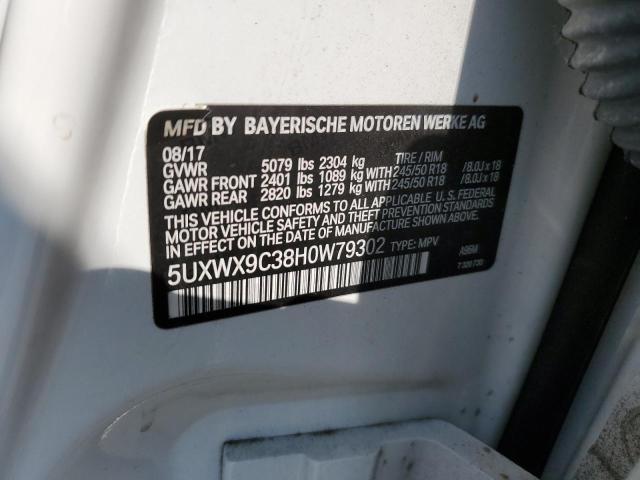 MFD BY BAYERISCHE MOTOREN WERKE AG
08/17 TIRE / RIM
GVWR 5079 lbs 2304 kg
GAWR FRONT 2401 lbs 1089 kg WITH 245/50 R18 / 8.0J x 18
GAWR REAR 2820 lbs 1279 kg WITH 245/50 R18 / 8.0J x 18
THIS VEHICLE CONFORMS TO ALL APPLICABLE U.S. FEDERAL
MOTOR VEHICLE SAFETY AND THEFT PREVENTION STANDARDS
IN EFFECT ON THE DATE OF MANUFACTURE SHOWN ABOVE.
5UXWX9C38H0W79302 TYPE: MPV